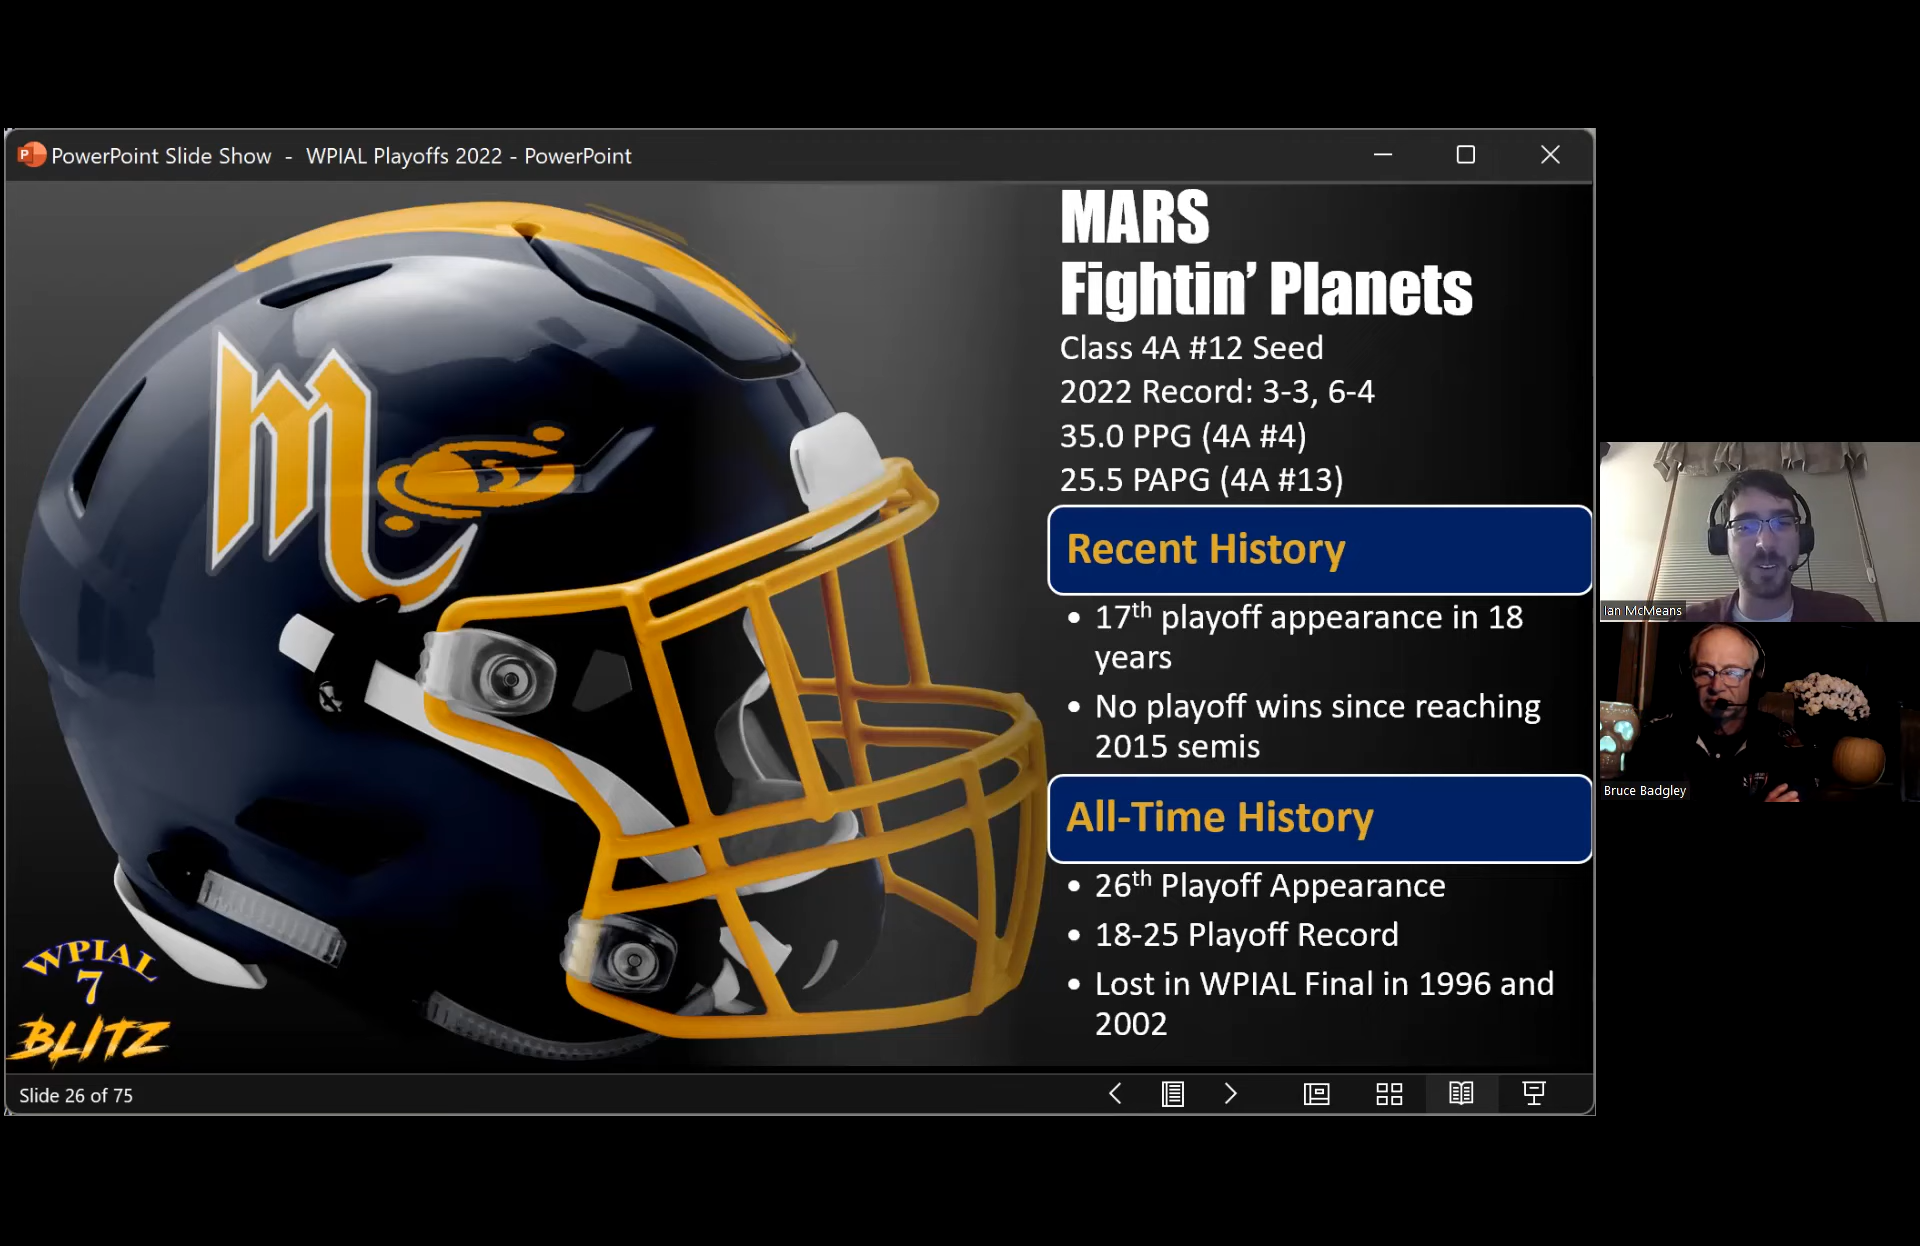 PowerPoint Slide Show - WPIAL Playoffs 2022 - PowerPoint
MARS
Fightin' Planets
Class 4A #12 Seed
2022 Record: 3-3, 6-4
35.0 PPG (4A #4)
25.5 PAPG (4A #13)
Recent History
• 17th playoff appearance in 18
years
• No playoff wins since reaching
2015 semis
All-Time History
• 26th Playoff Appearance
• 18-25 Playoff Record
• Lost in WPIAL Final in 1996 and
2002
M
WPIAL
7
BLITZ
Slide 26 of 75
Ian McMeans
Bruce Badgley